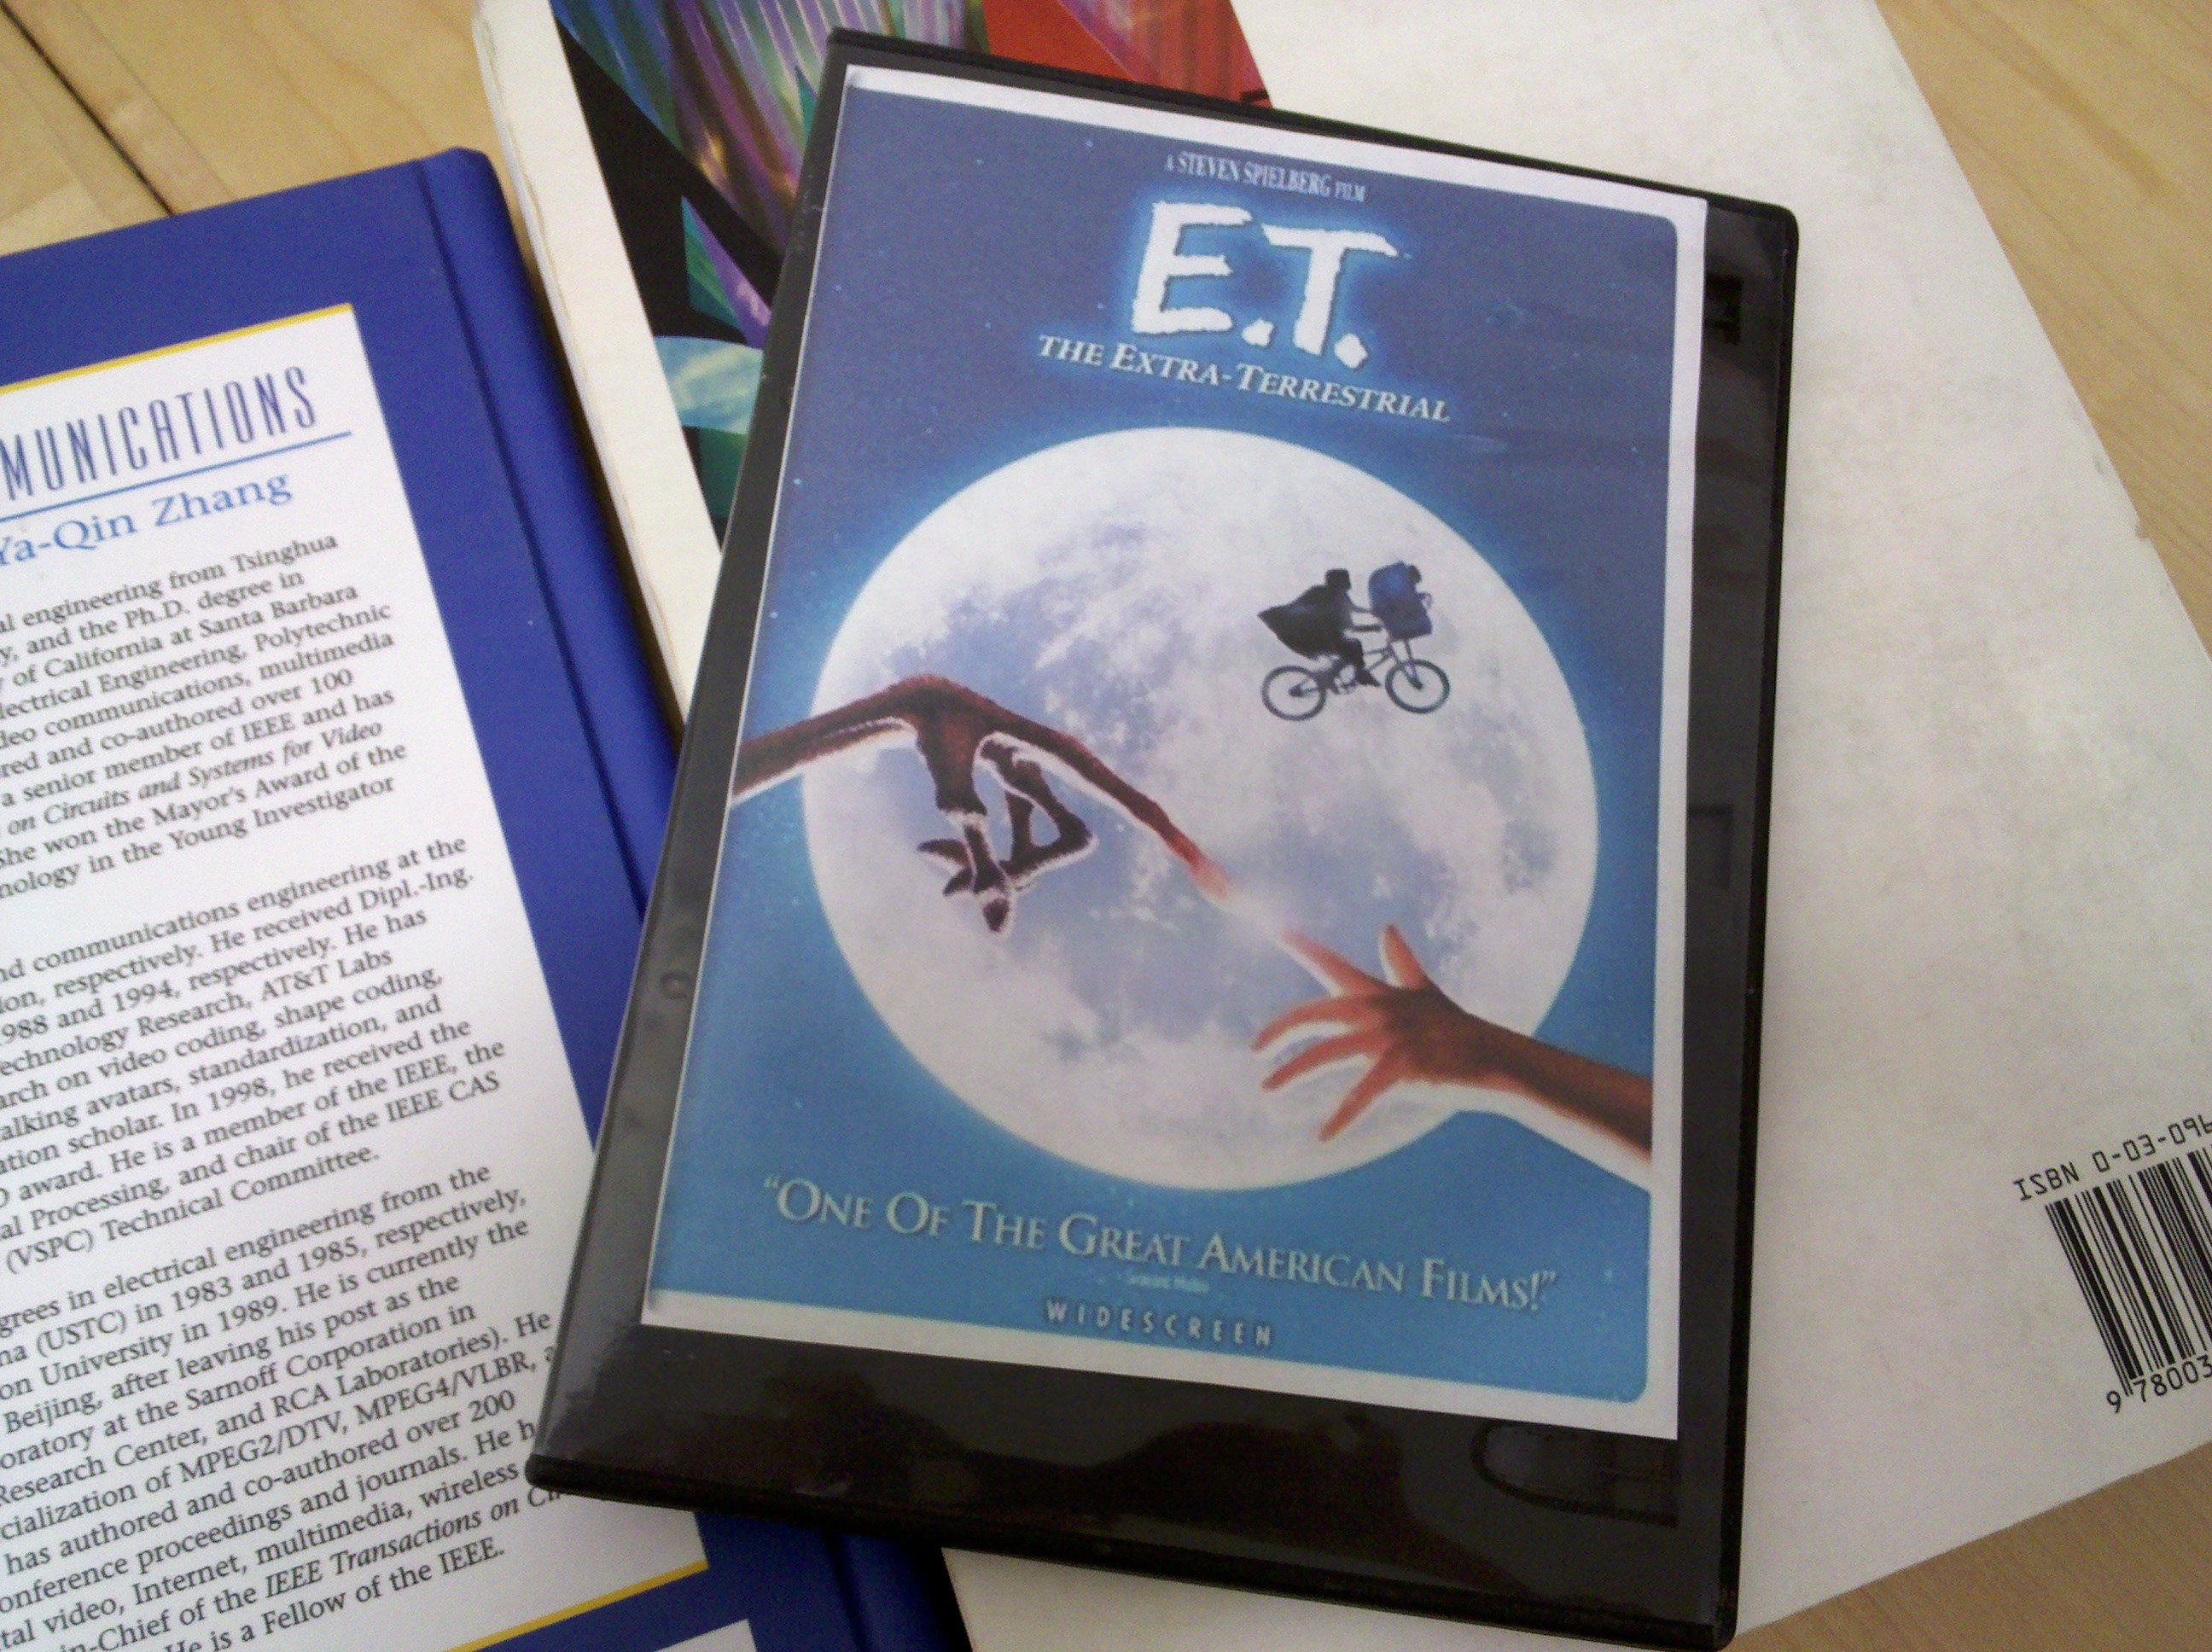 MUNICATIONS
Ya-Qin Zhang
al engineering from Tsinghua
y, and the Ph.D. degree in
of California at Santa Barbara
lectrical Engineering, Polytechnic
deo communications, multimedia
red and co-authored over 100
a senior member of IEEE and has
on Circuits and Systems for Video
She won the Mayor's Award of the
nology in the Young Investigator
nd communications engineering at the
ion, respectively. He received Dipl.-Ing.
1988 and 1994, respectively. He has
echnology Research, AT&T Labs
arch on video coding, shape coding,
alking avatars, standardization, and
ation scholar. In 1998, he received the
award. He is a member of the IEEE, the
al Processing, and chair of the IEEE CAS
(VSPC) Technical Committee.
grees in electrical engineering from the
na (USTC) in 1983 and 1985, respectively,
on University in 1989. He is currently the
Beijing, after leaving his post as the
oratory at the Sarnoff Corporation in
Research Center, and RCA Laboratories). He
cialization of MPEG2/DTV, MPEG4/VLBR, a
has authored and co-authored over 200
onference proceedings and journals. He h
tal video, Internet, multimedia, wireless
in-Chief of the IEEE Transactions on Ci
He is a Fellow of the IEEE.
A STEVEN SPIELBERG FILM
E.T.
THE EXTRA-TERRESTRIAL
"ONE OF THE GREAT AMERICAN FILMS!"
WIDESCREEN
ISBN 0-03-096
9 78003